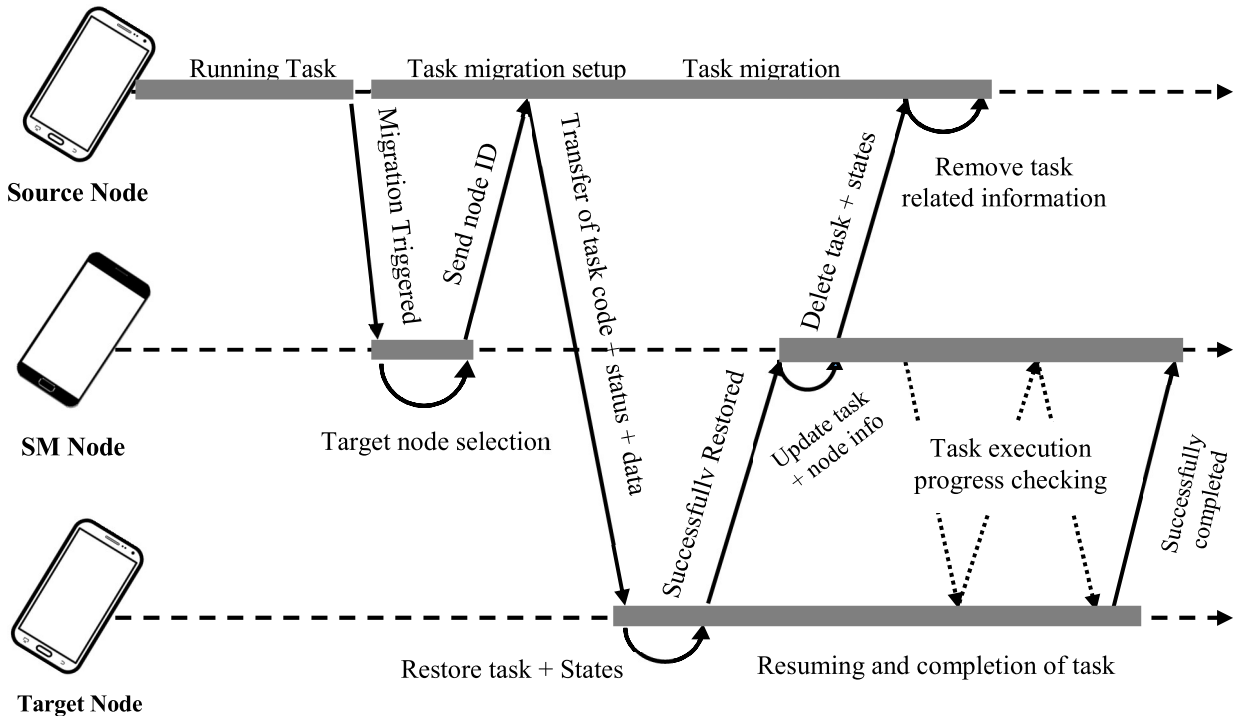 Running Task
Task migration setup
Task migration
Migration Triggered
Send node ID
Transfer of task code + status + data
Delete task + states
Remove task
related information
Source Node
SM Node
Target node selection
Successfully Restored
Update task
+ node info
Task execution
progress checking
Successfully
completed
Restore task + States
Resuming and completion of task
Target Node